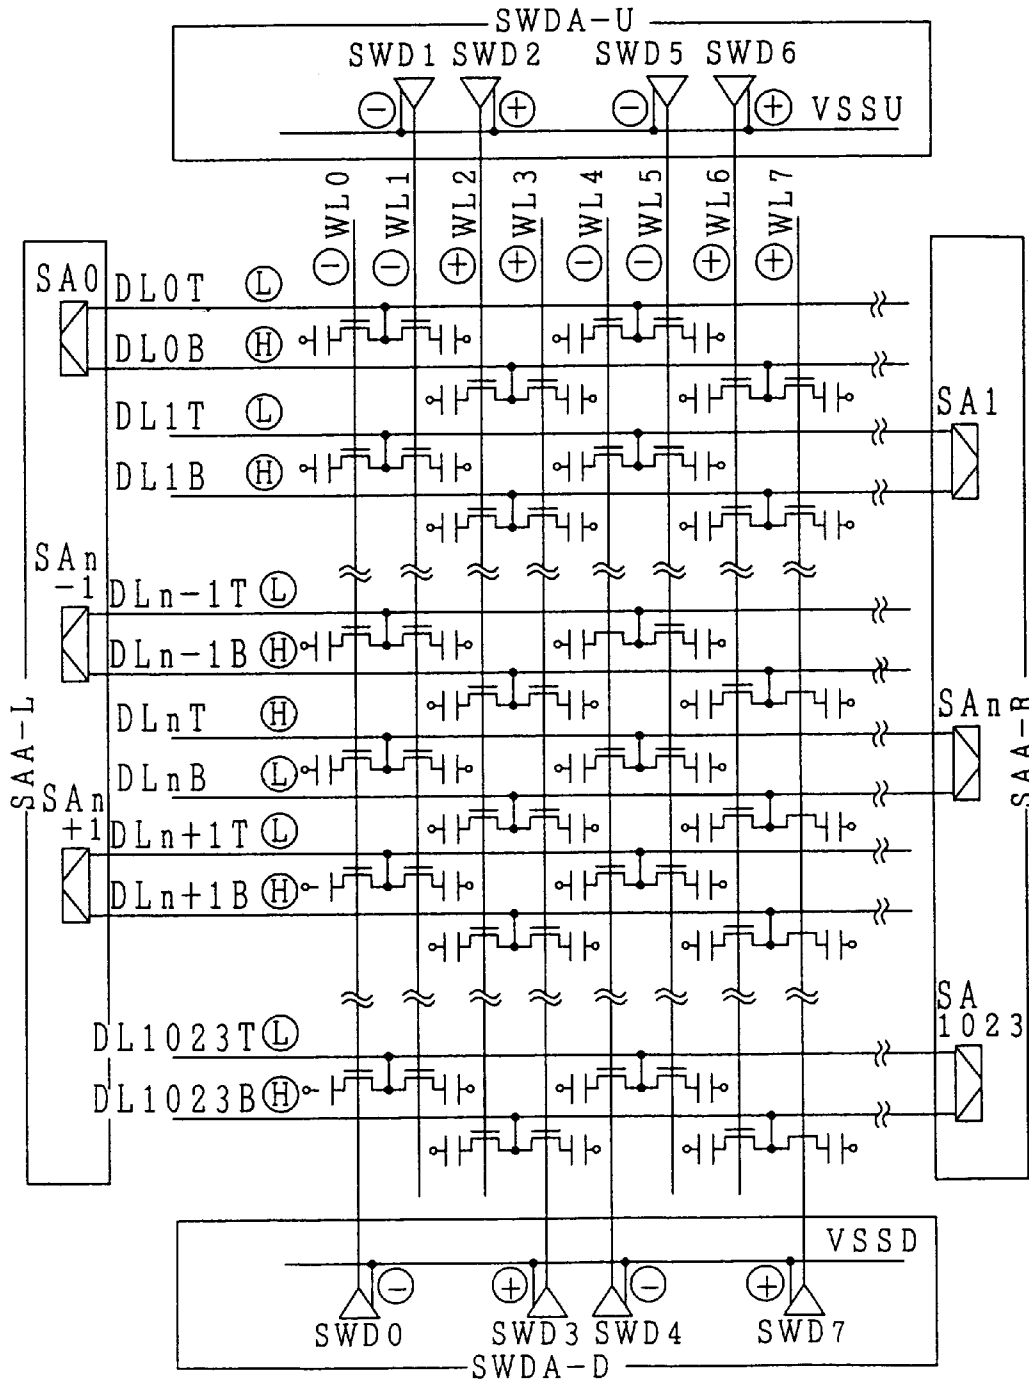 SWDA-U
SWD1 SWD2 SWD5 SWD6
− + − + VSSU
WL0 WL1 WL2 WL3 WL4 WL5 WL6 WL7
− − + + − − + +
SA0 DL0T L
DL0B H
DL1T L SA1
DL1B H
SAn-1 DLn-1T L
DLn-1B H
SAA-L
DLnT H SAn
SAA-R
DLnB L
SAn+1 DLn+1T L
DLn+1B H
SA1023
DL1023T L
DL1023B H
VSSD
− + − +
SWD0 SWD3 SWD4 SWD7
SWDA-D